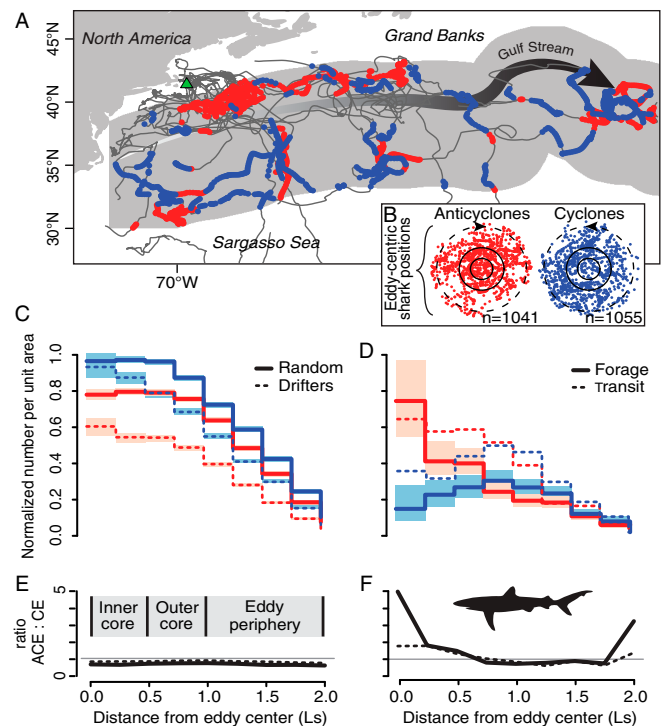 A
45°N
North America
Grand Banks
Gulf Stream
40°N
35°N
30°N
Sargasso Sea
70°W
B
Anticyclones
Cyclones
Eddy-centric
shark positions
n=1041
n=1055
C
Normalized number per unit area
1.0
0.8
0.6
0.4
0.2
0.0
Random
Drifters
D
Forage
Transit
E
ratio
ACE : CE
5
1
0
Inner
core
Outer
core
Eddy
periphery
0.0 0.5 1.0 1.5 2.0
Distance from eddy center (Ls)
F
0.0 0.5 1.0 1.5 2.0
Distance from eddy center (Ls)